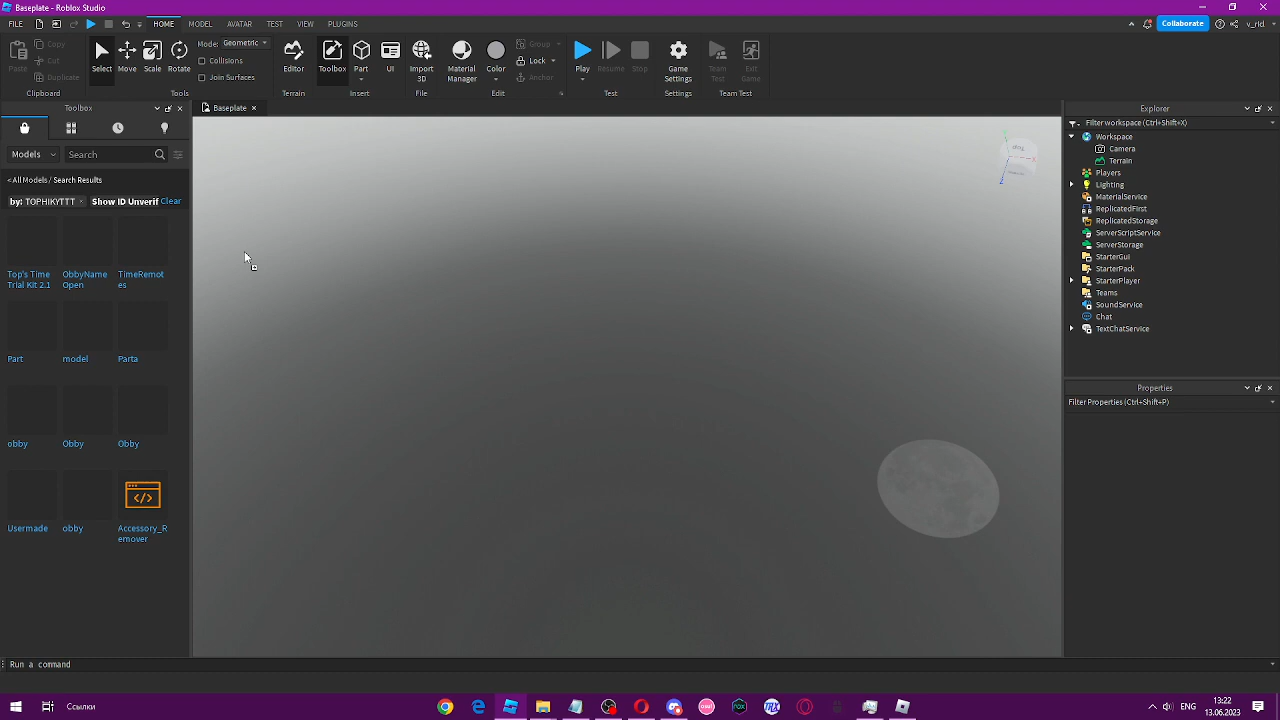 Baseplate - Roblox Studio
FILE HOME MODEL AVATAR TEST VIEW PLUGINS Collaborate v_rid
Paste Copy Cut Duplicate Select Move Scale Rotate Mode: Geometric Collisions Join Surfaces Editor Toolbox Part UI Import 3D Material Manager Color Group Lock Anchor Play Resume Stop Game Settings Team Test Exit Game
Clipboard Tools Terrain Insert File Edit Test Settings Team Test
Toolbox
Models Search
< All Models / Search Results
by: TOPHIKYTTT Show ID Unverif Clear
Top's Time Trial Kit 2.1
ObbyName Open
TimeRemotes
Part model Parta
obby Obby Obby
Usermade obby Accessory_Remover
Baseplate
Explorer
Filter workspace (Ctrl+Shift+X)
Workspace
Camera
Terrain
Players
Lighting
MaterialService
ReplicatedFirst
ReplicatedStorage
ServerScriptService
ServerStorage
StarterGui
StarterPack
StarterPlayer
Teams
SoundService
Chat
TextChatService
Properties
Filter Properties (Ctrl+Shift+P)
Run a command
Ссылки
ENG
13:22
13.06.2023